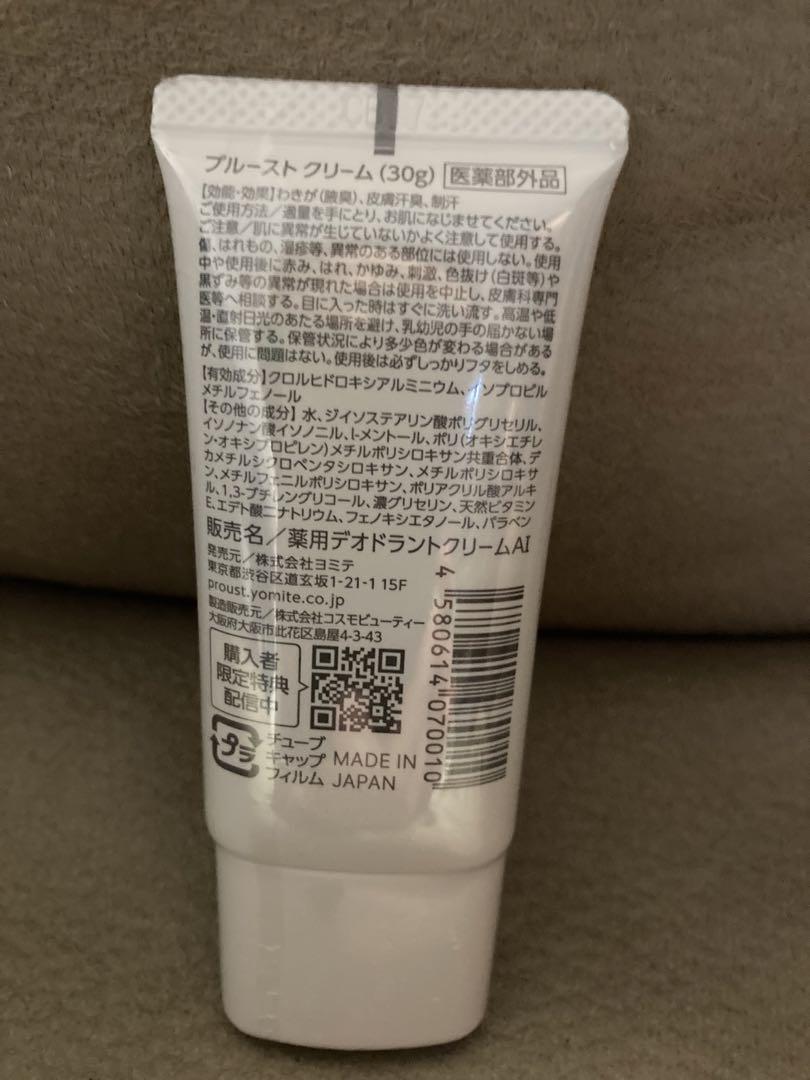 プルースト クリーム (30g) 医薬部外品
【効能・効果】わきが(腋臭)、皮膚汗臭、制汗
ご使用方法/適量を手にとり、お肌になじませてください。
ご注意/肌に異常が生じていないかよく注意して使用する。
傷、はれもの、湿疹等、異常のある部位には使用しない。使用
中や使用後に赤み、はれ、かゆみ、刺激、色抜け(白斑等)や
黒ずみ等の異常が現れた場合は使用を中止し、皮膚科専門
医等へ相談する。目に入った時はすぐに洗い流す。高温や低
温・直射日光のあたる場所を避け、乳幼児の手の届かない場
所に保管する。保管状況により多少色が変わる場合がある
が、使用に問題はない。使用後は必ずしっかりフタをしめる。
【有効成分】クロルヒドロキシアルミニウム、イソプロピル
メチルフェノール
【その他の成分】水、ジイソステアリン酸ポリグリセリル、
イソノナン酸イソノニル、l-メントール、ポリ(オキシエチレ
ン・オキシプロピレン)メチルポリシロキサン共重合体、デ
カメチルシクロペンタシロキサン、メチルポリシロキサ
ン、メチルフェニルポリシロキサン、ポリアクリル酸アルキ
ル、1,3-ブチレングリコール、濃グリセリン、天然ビタミン
E、エデト酸二ナトリウム、フェノキシエタノール、パラベン
販売名/薬用デオドラントクリームAI
発売元/株式会社ヨミテ
東京都渋谷区道玄坂1-21-1 15F
proust.yomite.co.jp
製造販売元/株式会社コスモビューティー
大阪府大阪市此花区島屋4-3-43
購入者
限定特典
配信中
プラ
チューブ
キャップ
フィルム
MADE IN
JAPAN
4 580614 070010